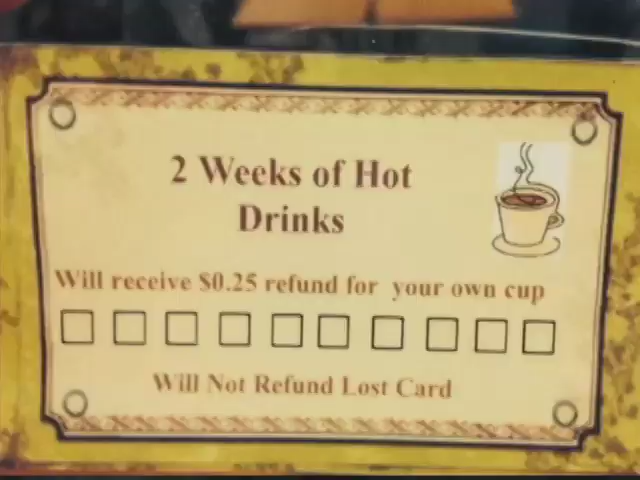 2 Weeks of Hot
Drinks
Will receive $0.25 refund for your own cup
Will Not Refund Lost Card